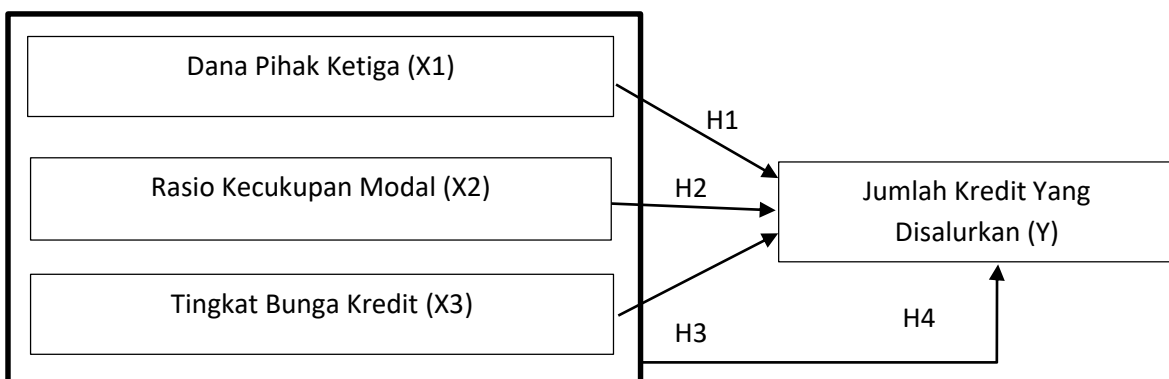 Dana Pihak Ketiga (X1)
H1
Rasio Kecukupan Modal (X2)
H2
Jumlah Kredit Yang
Disalurkan (Y)
Tingkat Bunga Kredit (X3)
H3
H4